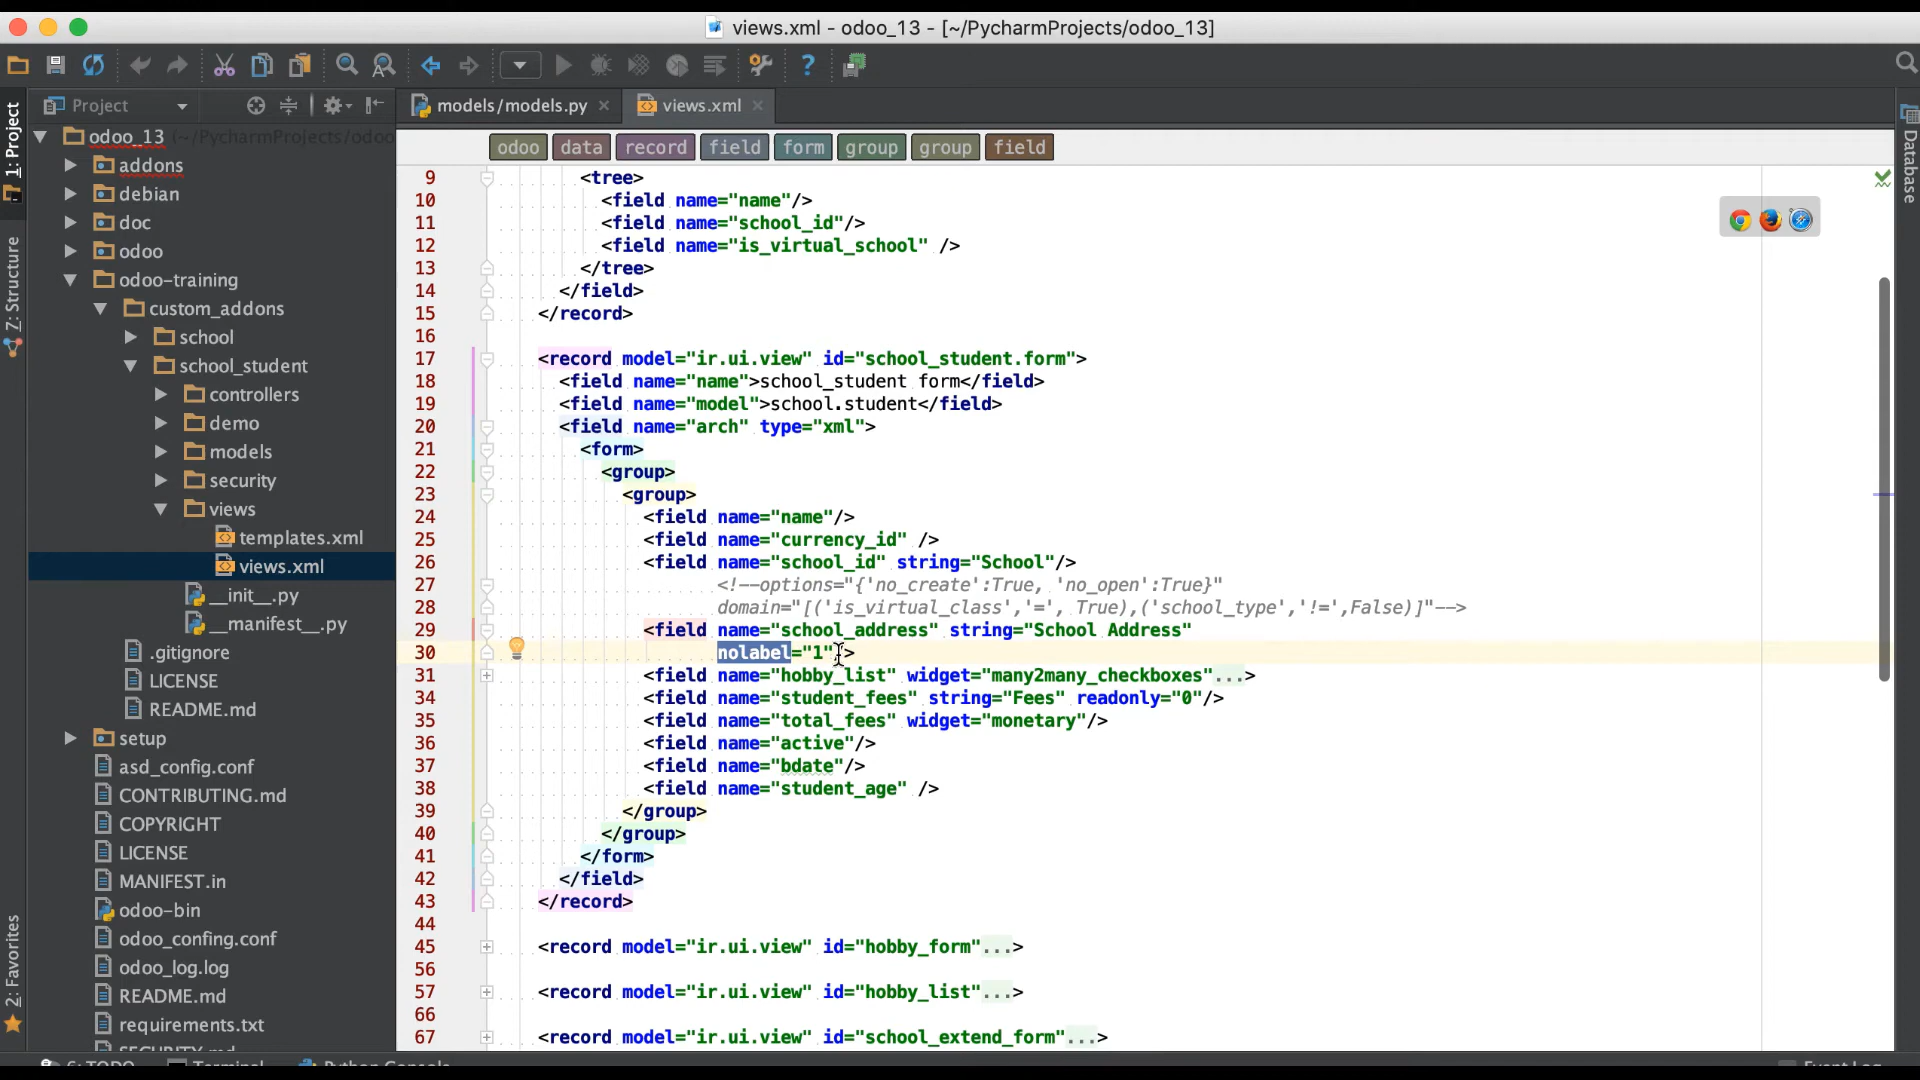 views.xml - odoo_13 - [~/PycharmProjects/odoo_13]
Project
models/models.py
views.xml
1: Project
7: Structure
2: Favorites
Database
odoo_13 (~/PycharmProjects/odoo
addons
debian
doc
odoo
odoo-training
custom_addons
school
school_student
controllers
demo
models
security
views
templates.xml
views.xml
__init__.py
__manifest__.py
.gitignore
LICENSE
README.md
setup
asd_config.conf
CONTRIBUTING.md
COPYRIGHT
LICENSE
MANIFEST.in
odoo-bin
odoo_confing.conf
odoo_log.log
README.md
requirements.txt
SECURITY.md
odoo data record field form group group field
9 <tree>
10 <field name="name"/>
11 <field name="school_id"/>
12 <field name="is_virtual_school" />
13 </tree>
14 </field>
15 </record>
16
17 <record model="ir.ui.view" id="school_student.form">
18 <field name="name">school_student form</field>
19 <field name="model">school.student</field>
20 <field name="arch" type="xml">
21 <form>
22 <group>
23 <group>
24 <field name="name"/>
25 <field name="currency_id" />
26 <field name="school_id" string="School"/>
27 <!--options="{'no_create':True, 'no_open':True}"
28 domain="[('is_virtual_class','=', True),('school_type','!=',False)]"-->
29 <field name="school_address" string="School Address"
30 nolabel="1"/>
31 <field name="hobby_list" widget="many2many_checkboxes"...>
34 <field name="student_fees" string="Fees" readonly="0"/>
35 <field name="total_fees" widget="monetary"/>
36 <field name="active"/>
37 <field name="bdate"/>
38 <field name="student_age" />
39 </group>
40 </group>
41 </form>
42 </field>
43 </record>
44
45 <record model="ir.ui.view" id="hobby_form"...>
56
57 <record model="ir.ui.view" id="hobby_list"...>
66
67 <record model="ir.ui.view" id="school_extend_form"...>
6: TODO Terminal Python Console Event Log